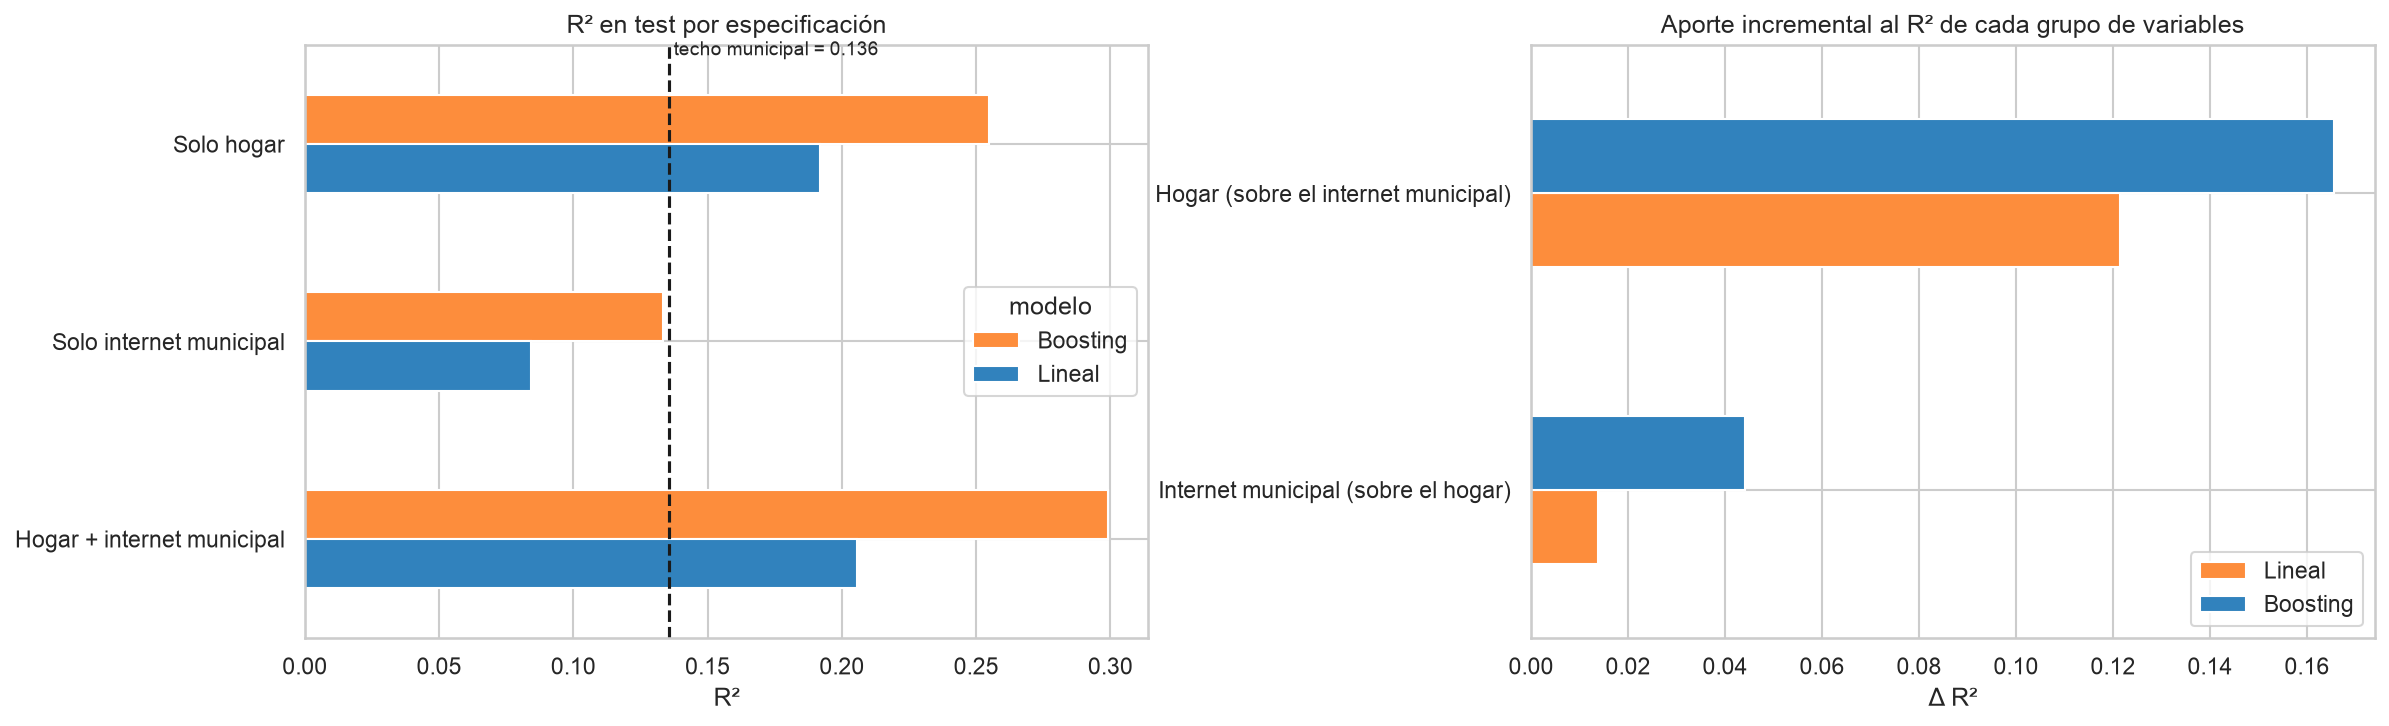 R² en test por especificación
techo municipal = 0.136
Solo hogar
Solo internet municipal
Hogar + internet municipal
modelo
Boosting
Lineal
0.00 0.05 0.10 0.15 0.20 0.25 0.30
R²
Aporte incremental al R² de cada grupo de variables
Hogar (sobre el internet municipal)
Internet municipal (sobre el hogar)
Lineal
Boosting
0.00 0.02 0.04 0.06 0.08 0.10 0.12 0.14 0.16
Δ R²